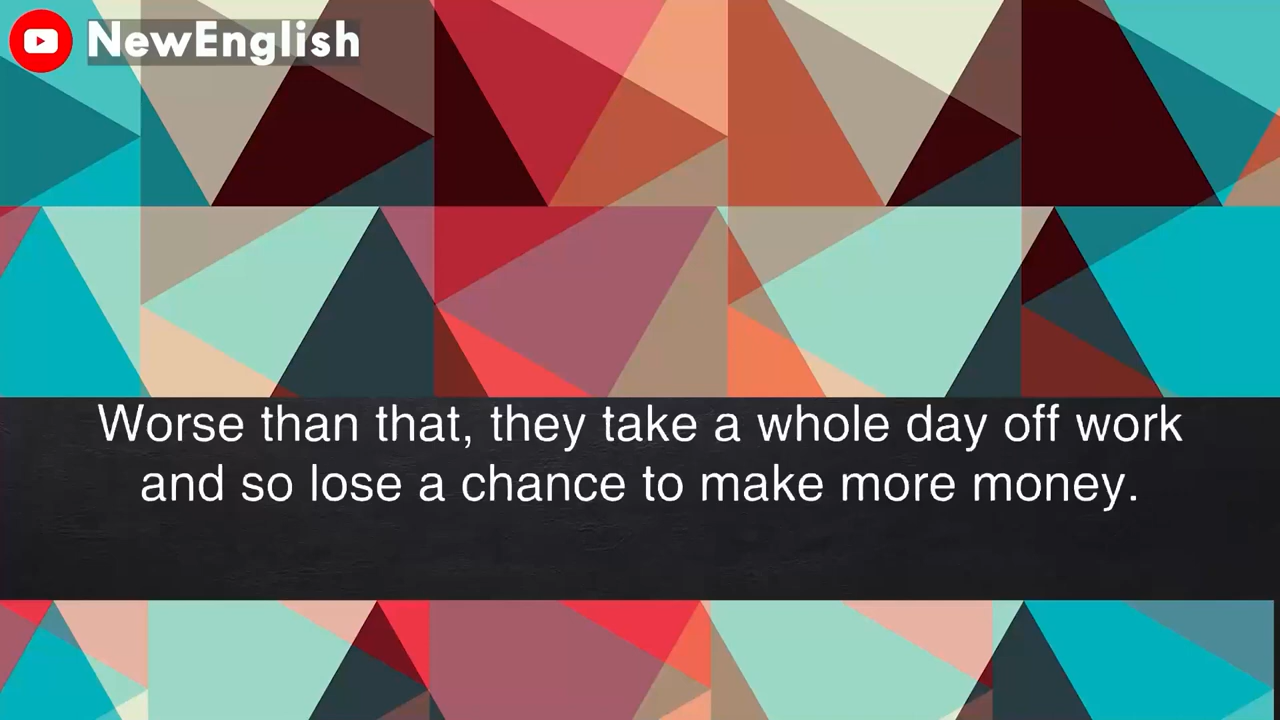 NewEnglish
Worse than that, they take a whole day off work
and so lose a chance to make more money.